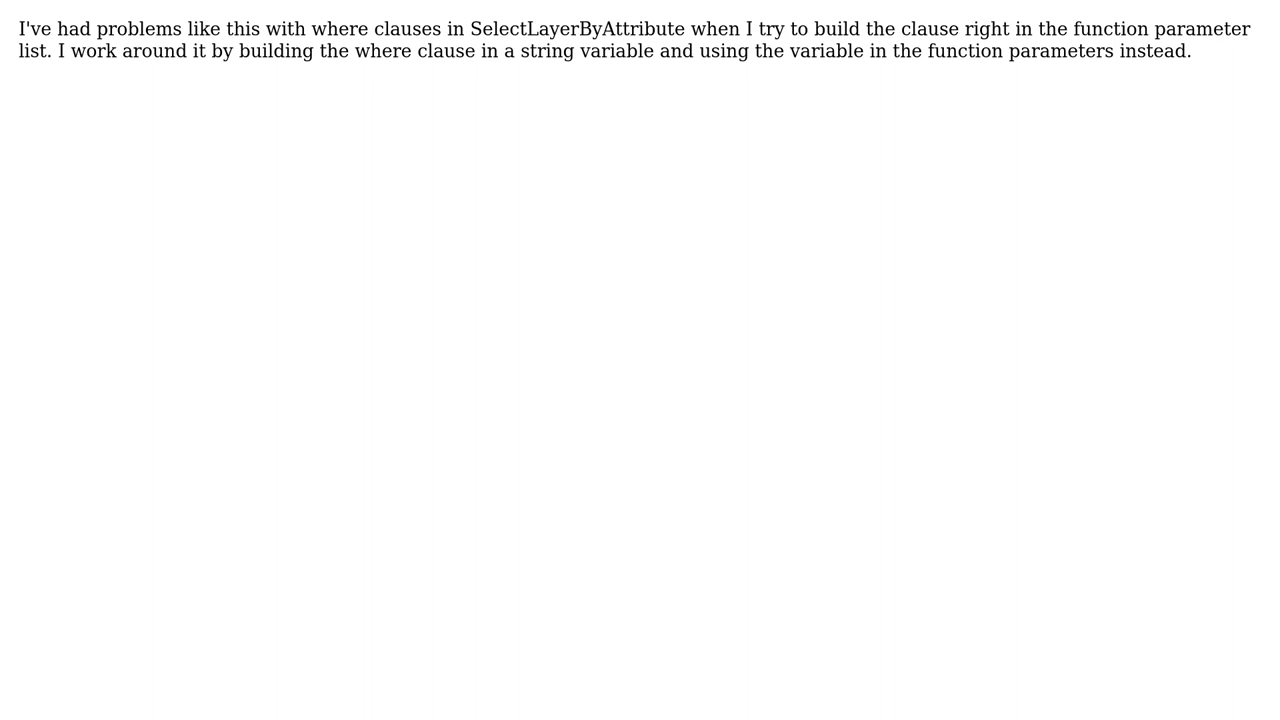 I've had problems like this with where clauses in SelectLayerByAttribute when I try to build the clause right in the function parameter
list. I work around it by building the where clause in a string variable and using the variable in the function parameters instead.